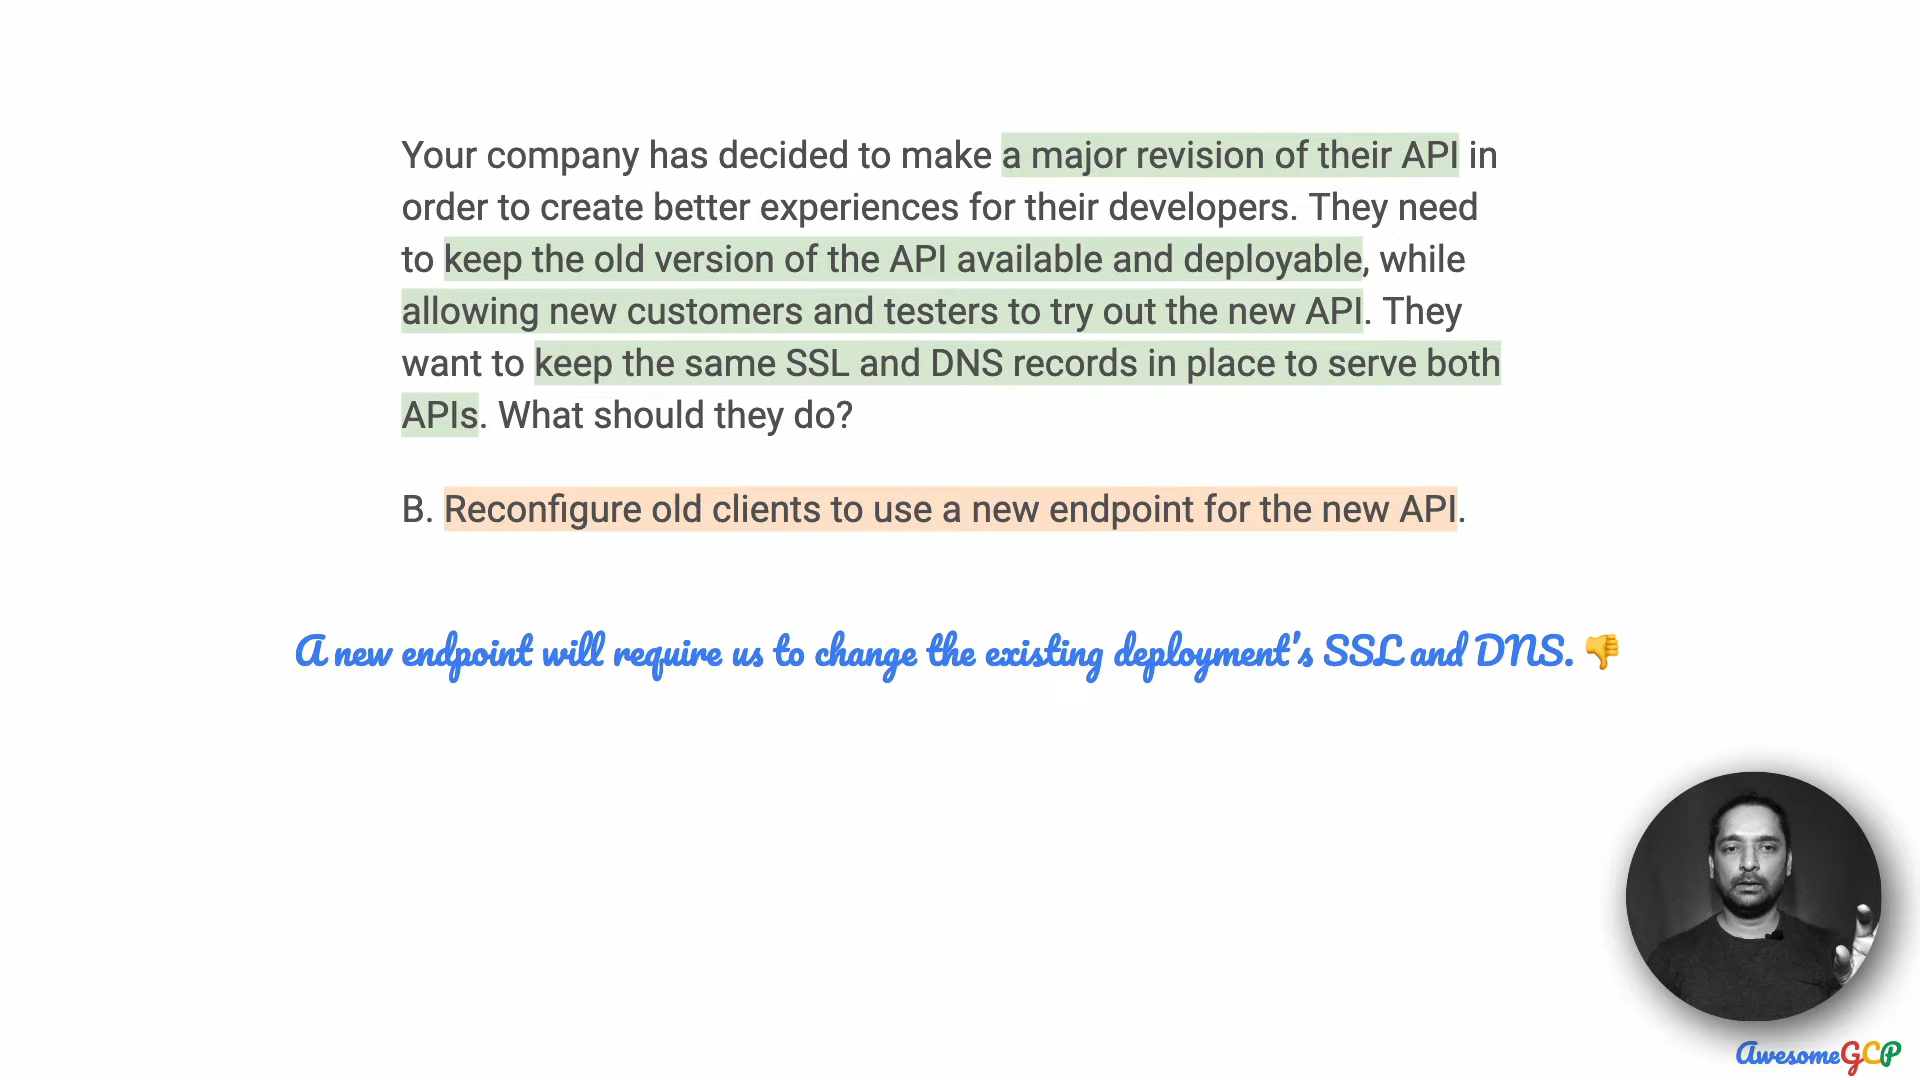 Your company has decided to make a major revision of their API in
order to create better experiences for their developers. They need
to keep the old version of the API available and deployable, while
allowing new customers and testers to try out the new API. They
want to keep the same SSL and DNS records in place to serve both
APIs. What should they do?
B. Reconfigure old clients to use a new endpoint for the new API.
A new endpoint will require us to change the existing deployment's SSL and DNS. 👎
AwesomeGCP